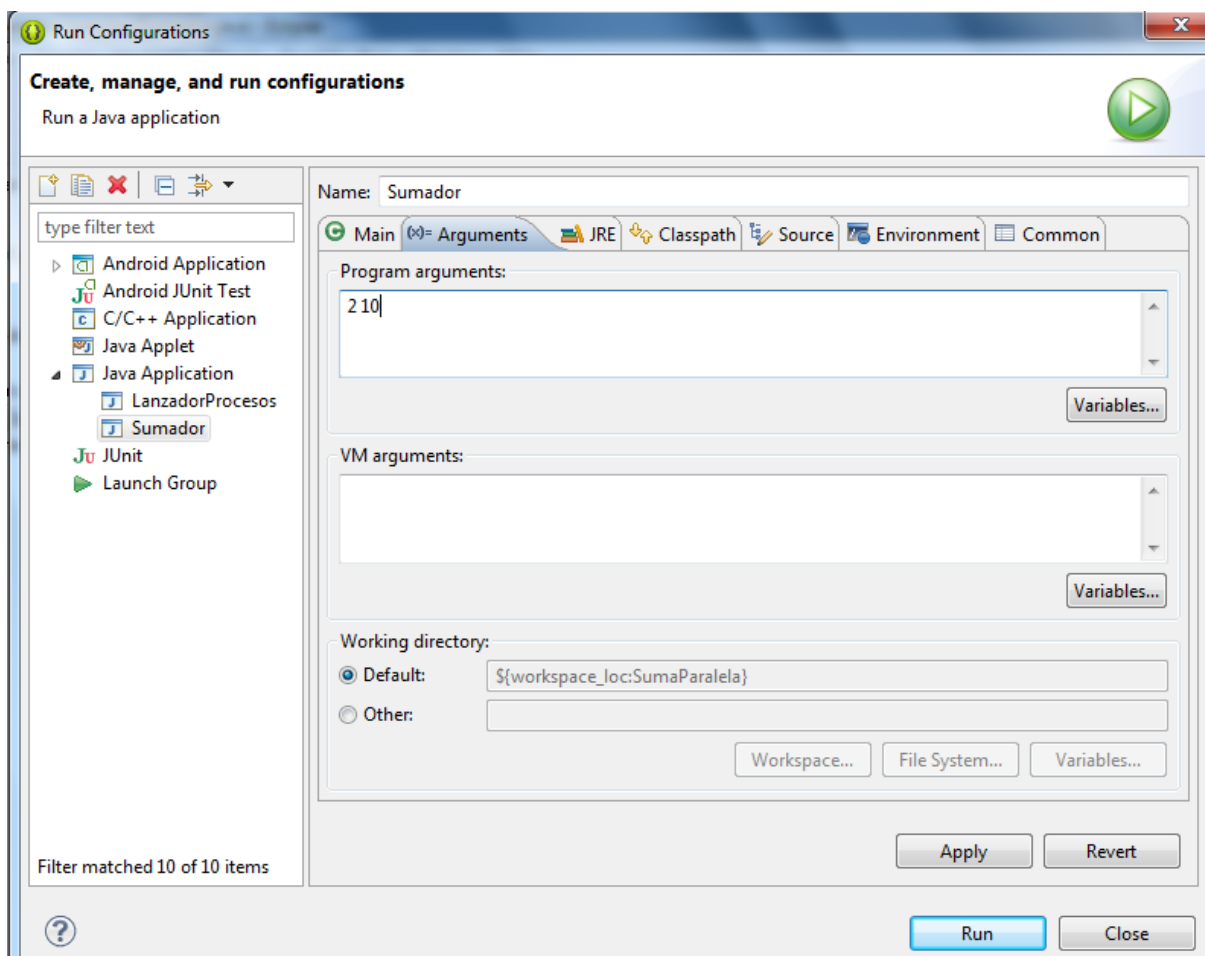 Run Configurations
Create, manage, and run configurations
Run a Java application
type filter text
Android Application
Android JUnit Test
C/C++ Application
Java Applet
Java Application
LanzadorProcesos
Sumador
JUnit
Launch Group
Filter matched 10 of 10 items
Name: Sumador
Main (x)= Arguments JRE Classpath Source Environment Common
Program arguments:
2 10
Variables...
VM arguments:
Variables...
Working directory:
Default: ${workspace_loc:SumaParalela}
Other:
Workspace... File System... Variables...
Apply Revert
Run Close